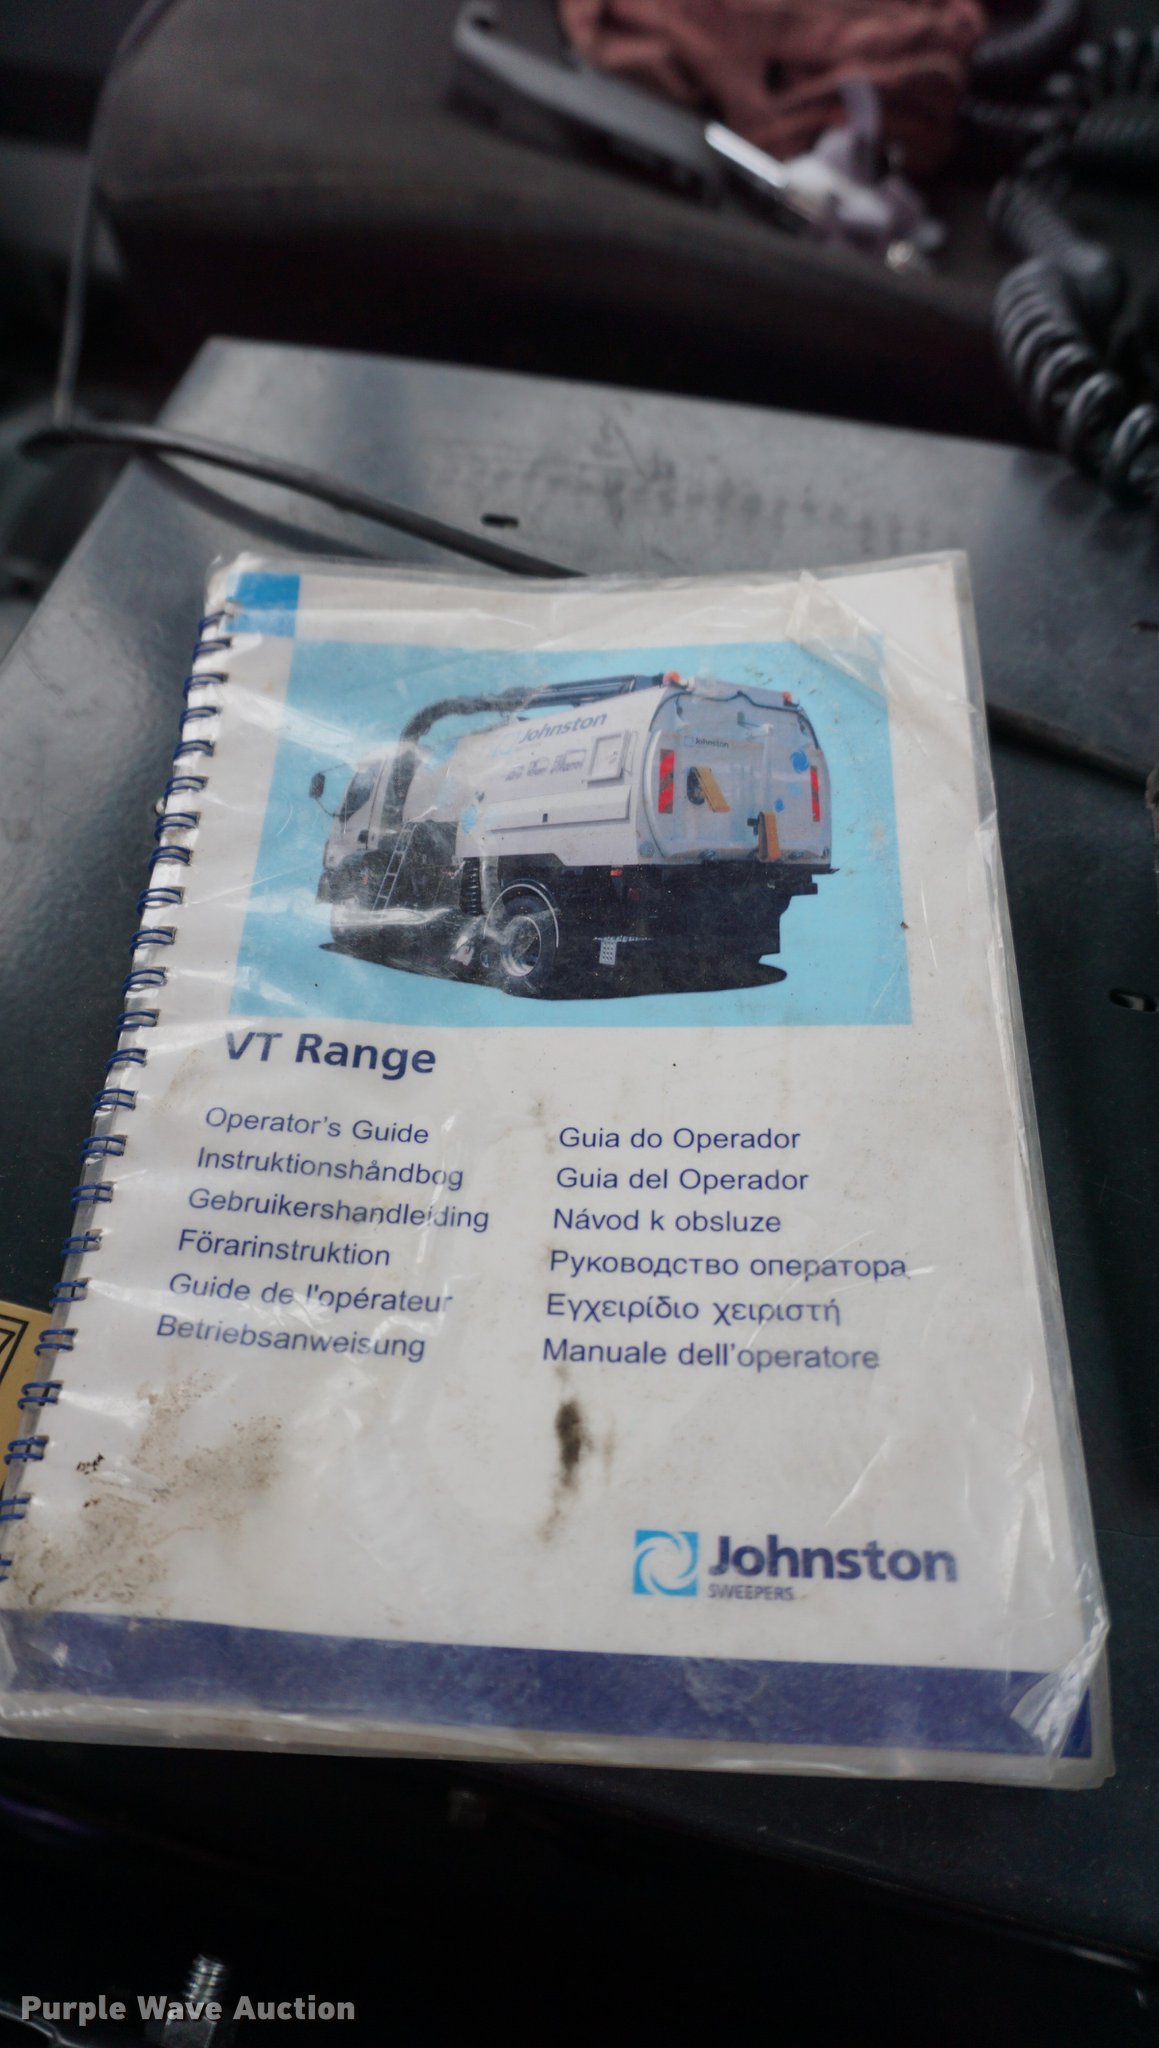 Johnston
Johnston
VT Range
Operator's Guide
Instruktionshåndbog
Gebruikershandleiding
Förarinstruktion
Guide de l'opérateur
Betriebsanweisung
Guia do Operador
Guia del Operador
Návod k obsluze
Руководство оператора
Εγχειρίδιο χειριστή
Manuale dell'operatore
Johnston
SWEEPERS
Purple Wave Auction